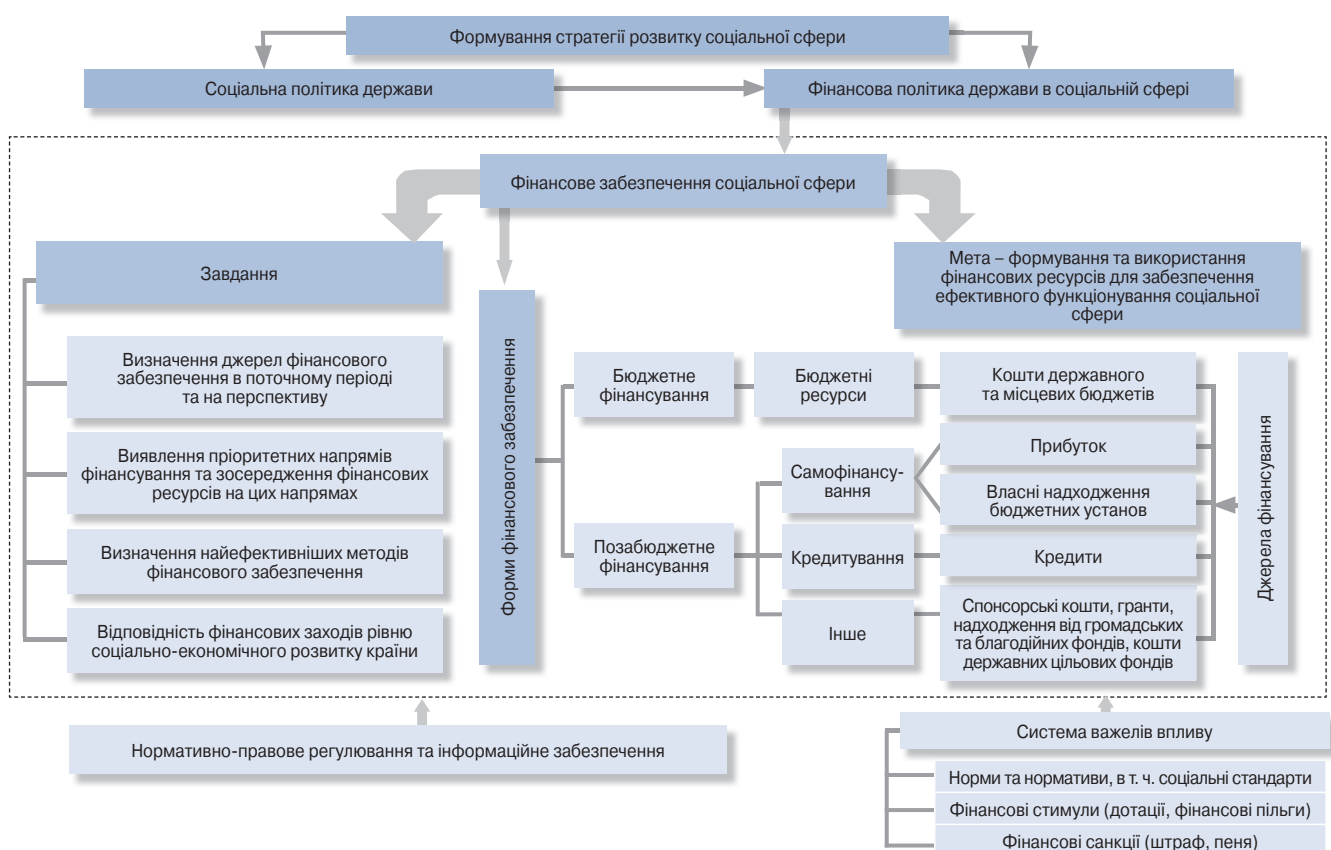 Формування стратегії розвитку соціальної сфери
Соціальна політика держави
Фінансова політика держави в соціальній сфері
Фінансове забезпечення соціальної сфери
Завдання
Мета – формування та використання
фінансових ресурсів для забезпечення
ефективного функціонування соціальної
сфери
Визначення джерел фінансового
забезпечення в поточному періоді
та на перспективу
Виявлення пріоритетних напрямів
фінансування та зосередження фінансових
ресурсів на цих напрямах
Визначення найефективніших методів
фінансового забезпечення
Відповідність фінансових заходів рівню
соціально-економічного розвитку країни
Форми фінансового забезпечення
Бюджетне
фінансування
Бюджетні
ресурси
Кошти державного
та місцевих бюджетів
Позабюджетне
фінансування
Самофінансу-
вання
Прибуток
Власні надходження
бюджетних установ
Кредитування
Кредити
Інше
Спонсорські кошти, гранти,
надходження від громадських
та благодійних фондів, кошти
державних цільових фондів
Джерела фінансування
Нормативно-правове регулювання та інформаційне забезпечення
Система важелів впливу
Норми та нормативи, в т. ч. соціальні стандарти
Фінансові стимули (дотації, фінансові пільги)
Фінансові санкції (штраф, пеня)